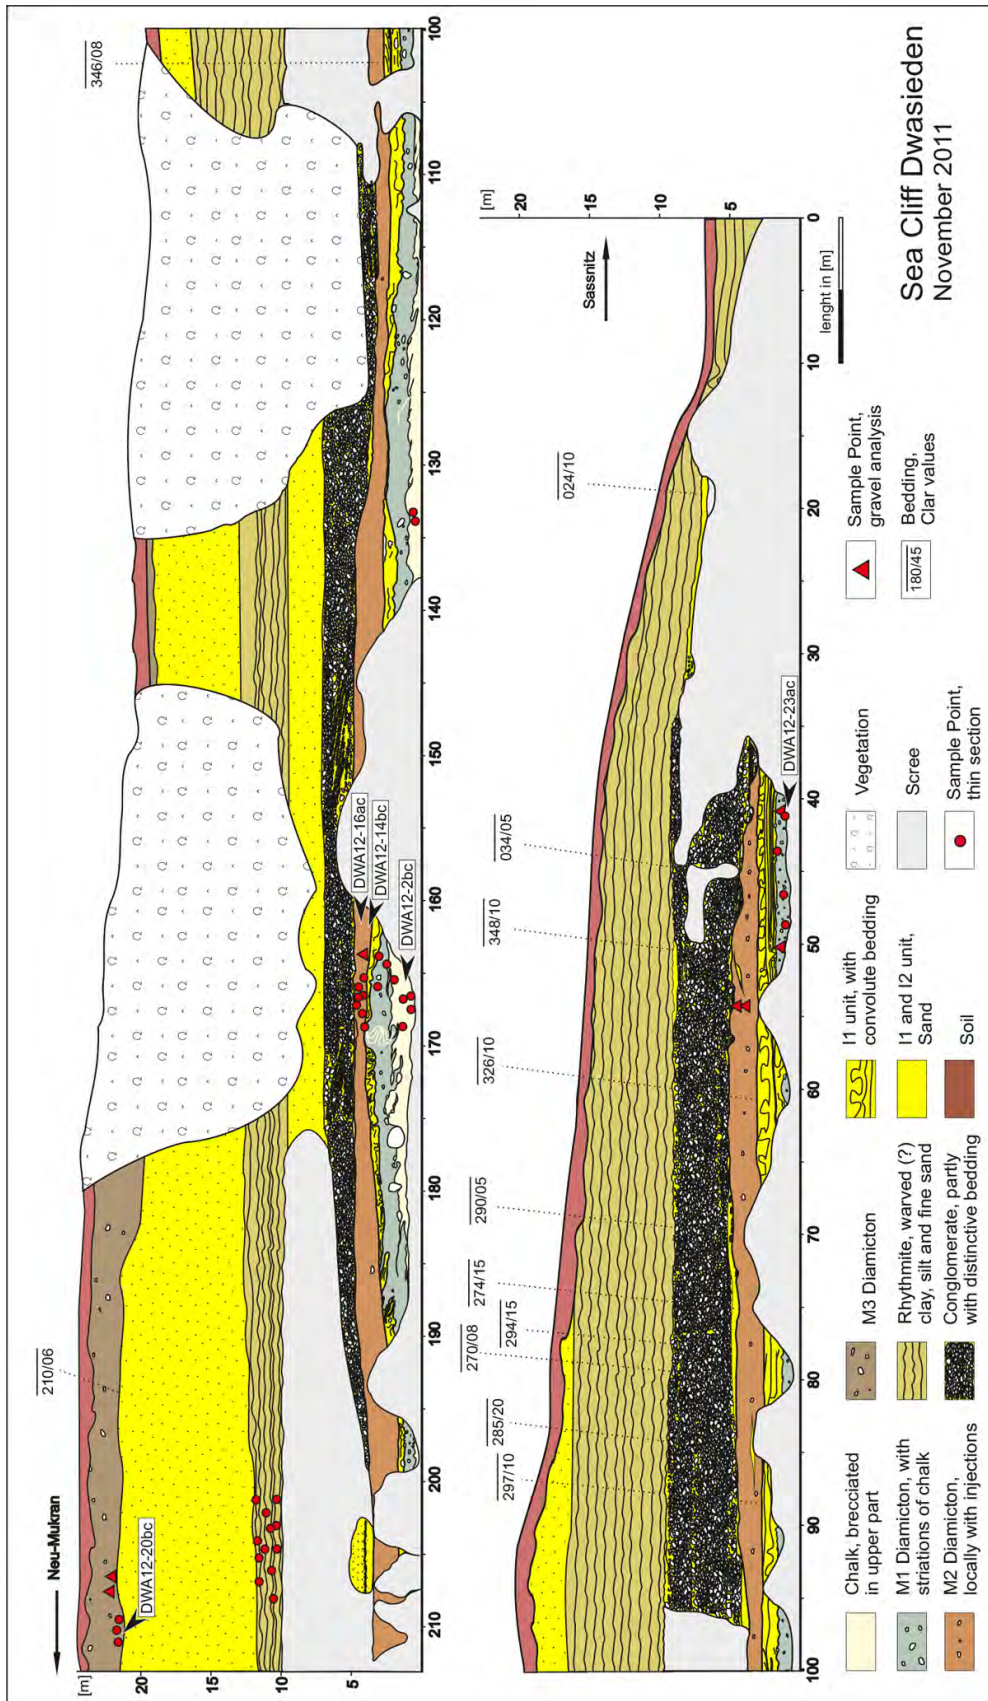 Neu-Mukran
[m]
20
15
10
5
210/06
346/08
DWA12-20bc
DWA12-16ac
DWA12-14bc
DWA12-2bc
210
200
190
180
170
160
150
140
130
120
110
100
297/10
285/20
270/08
294/15
274/15
290/05
326/10
348/10
034/05
024/10
Sassnitz
[m]
20
15
10
5
DWA12-23ac
100
90
80
70
60
50
40
30
20
10
0
lenght in [m]
Sea Cliff Dwasieden
November 2011
Chalk, brecciated
in upper part
M1 Diamicton, with
striations of chalk
M2 Diamicton,
locally with injections
M3 Diamicton
Rhythmite, warved (?)
clay, silt and fine sand
Conglomerate, partly
with distinctive bedding
I1 unit, with
convolute bedding
I1 and I2 unit,
Sand
Soil
Vegetation
Scree
Sample Point,
thin section
Sample Point,
gravel analysis
180/45
Bedding,
Clar values